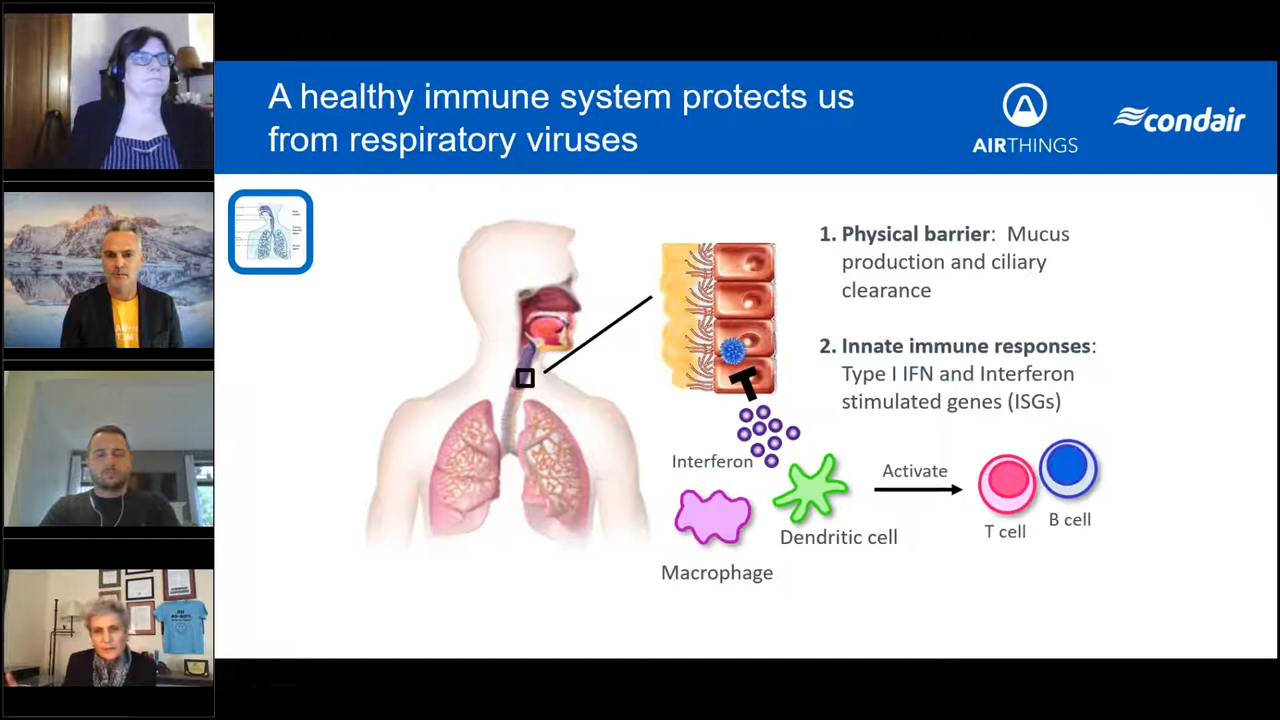 A healthy immune system protects us
from respiratory viruses
AIRTHINGS
condair
1. Physical barrier: Mucus
production and ciliary
clearance
2. Innate immune responses:
Type I IFN and Interferon
stimulated genes (ISGs)
Interferon
Macrophage
Dendritic cell
Activate
T cell
B cell